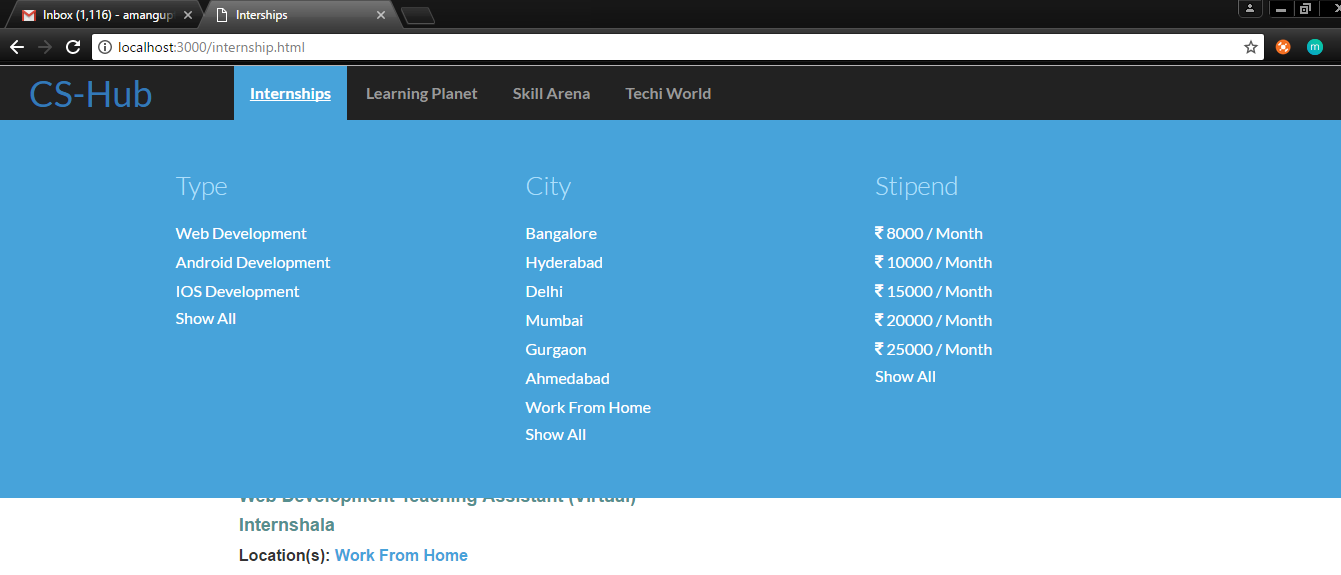 Inbox (1,116) - amangup
Interships
localhost:3000/internship.html
m
CS-Hub
Internships
Learning Planet
Skill Arena
Techi World
Type
Web Development
Android Development
IOS Development
Show All
City
Bangalore
Hyderabad
Delhi
Mumbai
Gurgaon
Ahmedabad
Work From Home
Show All
Stipend
₹ 8000 / Month
₹ 10000 / Month
₹ 15000 / Month
₹ 20000 / Month
₹ 25000 / Month
Show All
Web Development Teaching Assistant (Virtual)
Internshala
Location(s): Work From Home